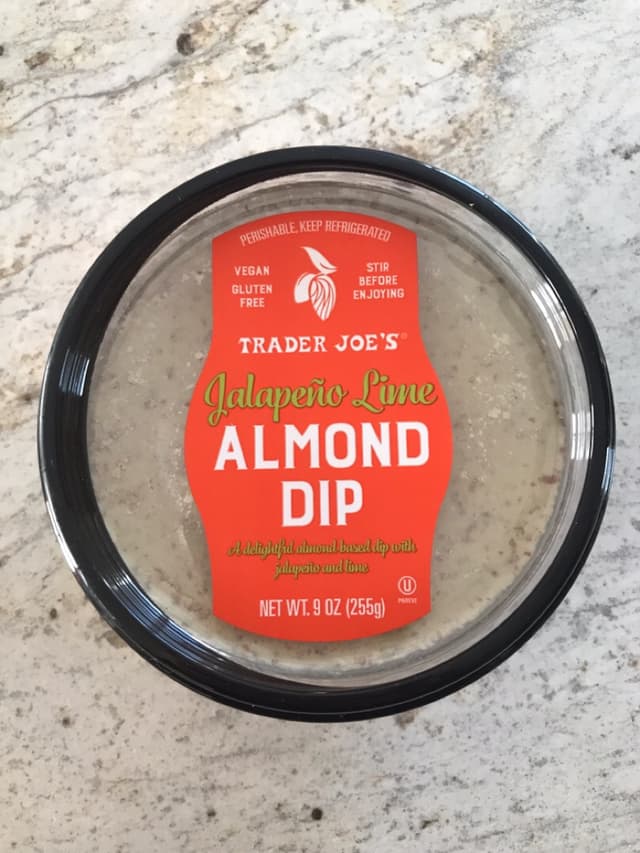 PERISHABLE, KEEP REFRIGERATED
VEGAN
GLUTEN
FREE
STIR
BEFORE
ENJOYING
TRADER JOE'S®
Jalapeño Lime
ALMOND
DIP
A delightful almond based dip with
jalapeño and lime
U
PAREVE
NET WT. 9 OZ (255g)